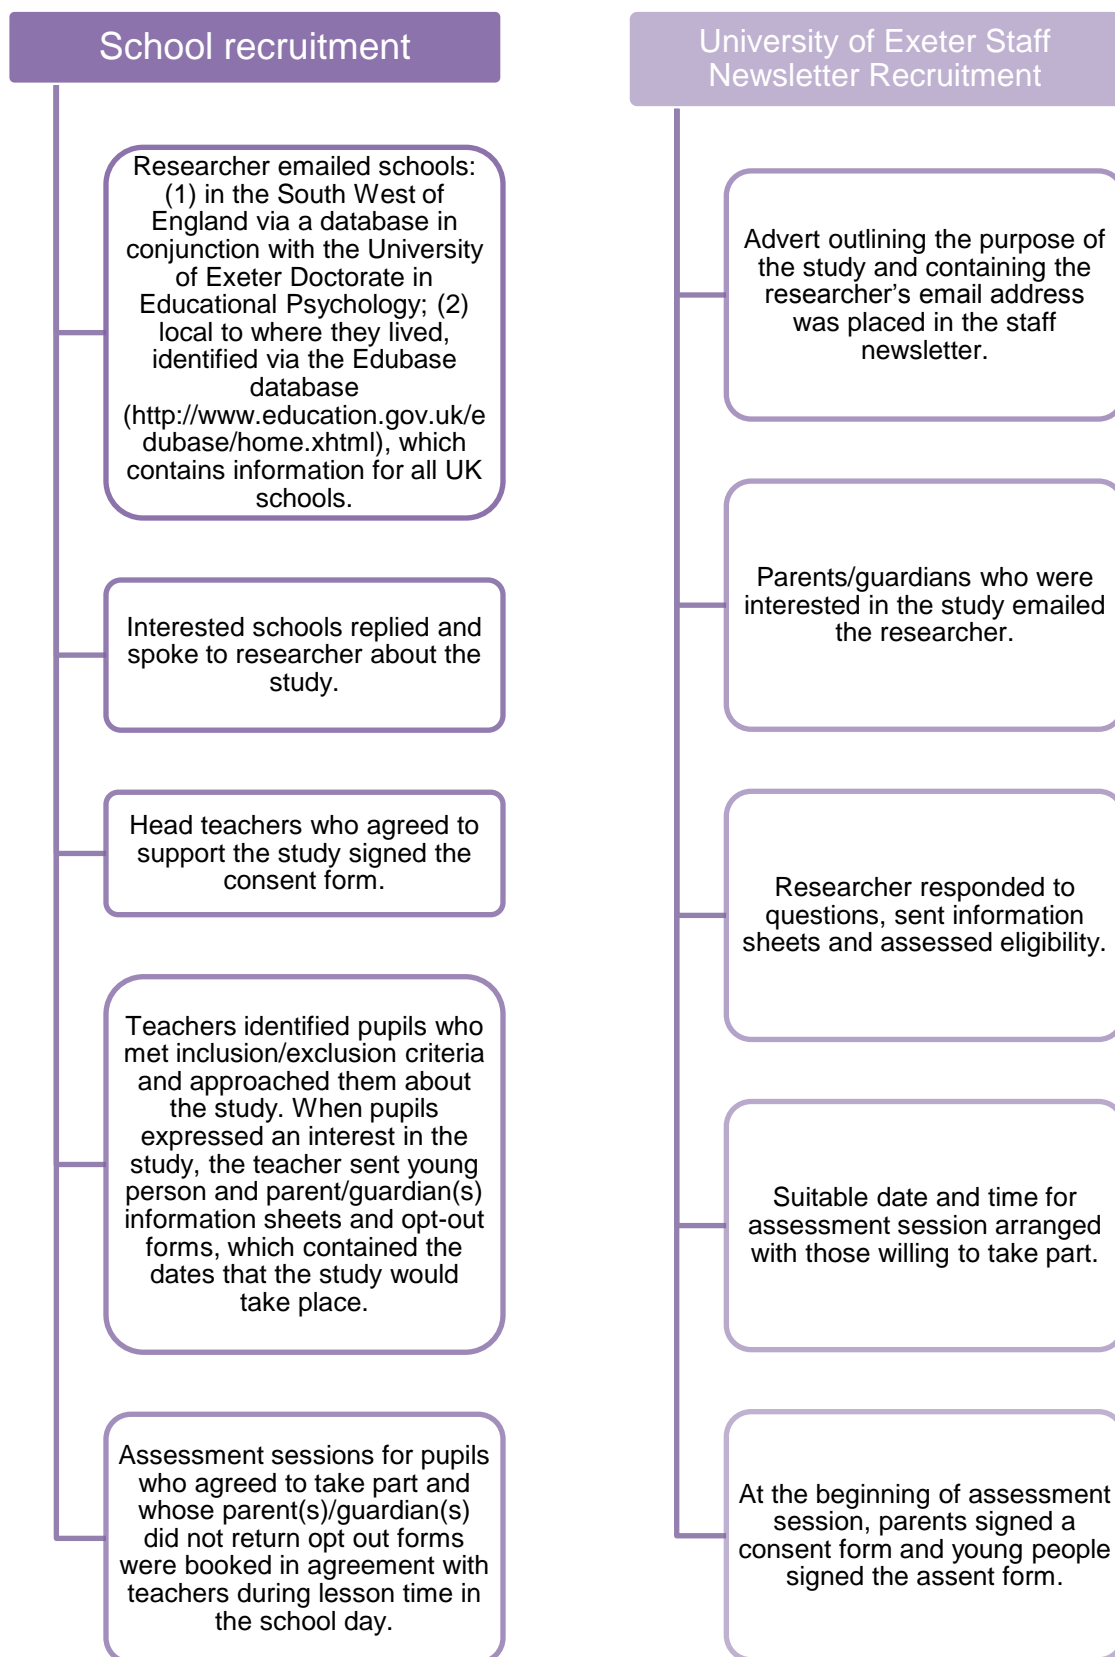 School recruitment
Researcher emailed schools:
(1) in the South West of
England via a database in
conjunction with the University
of Exeter Doctorate in
Educational Psychology; (2)
local to where they lived,
identified via the Edubase
database
(http://www.education.gov.uk/e
dubase/home.xhtml), which
contains information for all UK
schools.
Interested schools replied and
spoke to researcher about the
study.
Head teachers who agreed to
support the study signed the
consent form.
Teachers identified pupils who
met inclusion/exclusion criteria
and approached them about
the study. When pupils
expressed an interest in the
study, the teacher sent young
person and parent/guardian(s)
information sheets and opt-out
forms, which contained the
dates that the study would
take place.
Assessment sessions for pupils
who agreed to take part and
whose parent(s)/guardian(s)
did not return opt out forms
were booked in agreement with
teachers during lesson time in
the school day.
University of Exeter Staff
Newsletter Recruitment
Advert outlining the purpose of
the study and containing the
researcher's email address
was placed in the staff
newsletter.
Parents/guardians who were
interested in the study emailed
the researcher.
Researcher responded to
questions, sent information
sheets and assessed eligibility.
Suitable date and time for
assessment session arranged
with those willing to take part.
At the beginning of assessment
session, parents signed a
consent form and young people
signed the assent form.